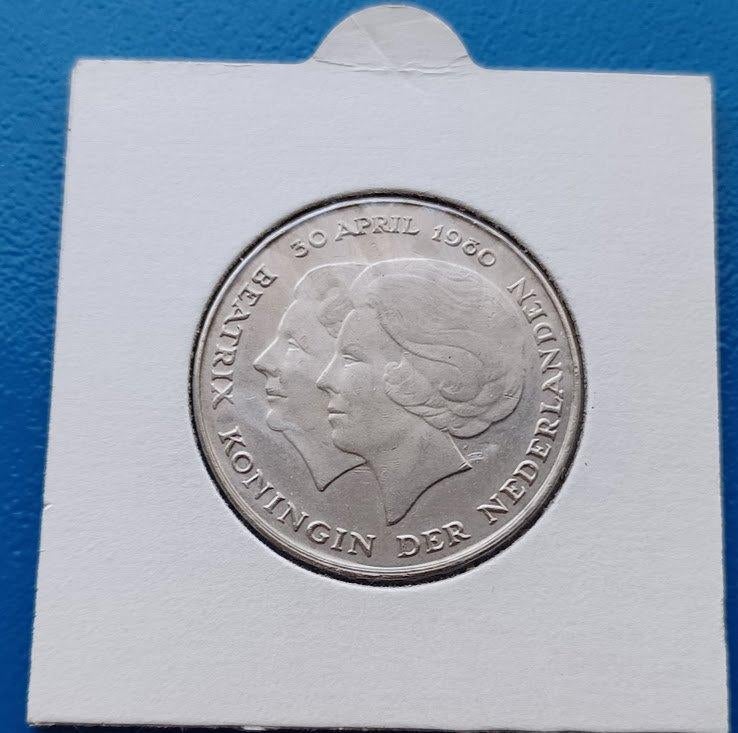 30 APRIL 1980
BEATRIX KONINGIN DER NEDERLANDEN